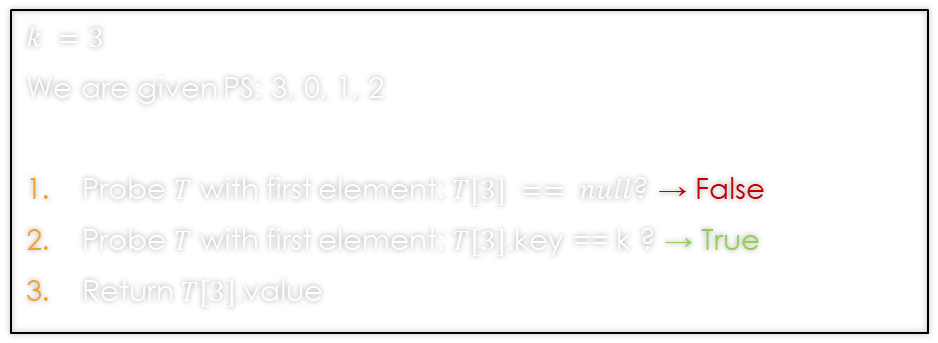 k = 3
We are given PS: 3, 0, 1, 2
1. Probe T with first element: T[3] == null? → False
2. Probe T with first element: T[3].key == k ? → True
3. Return T[3].value